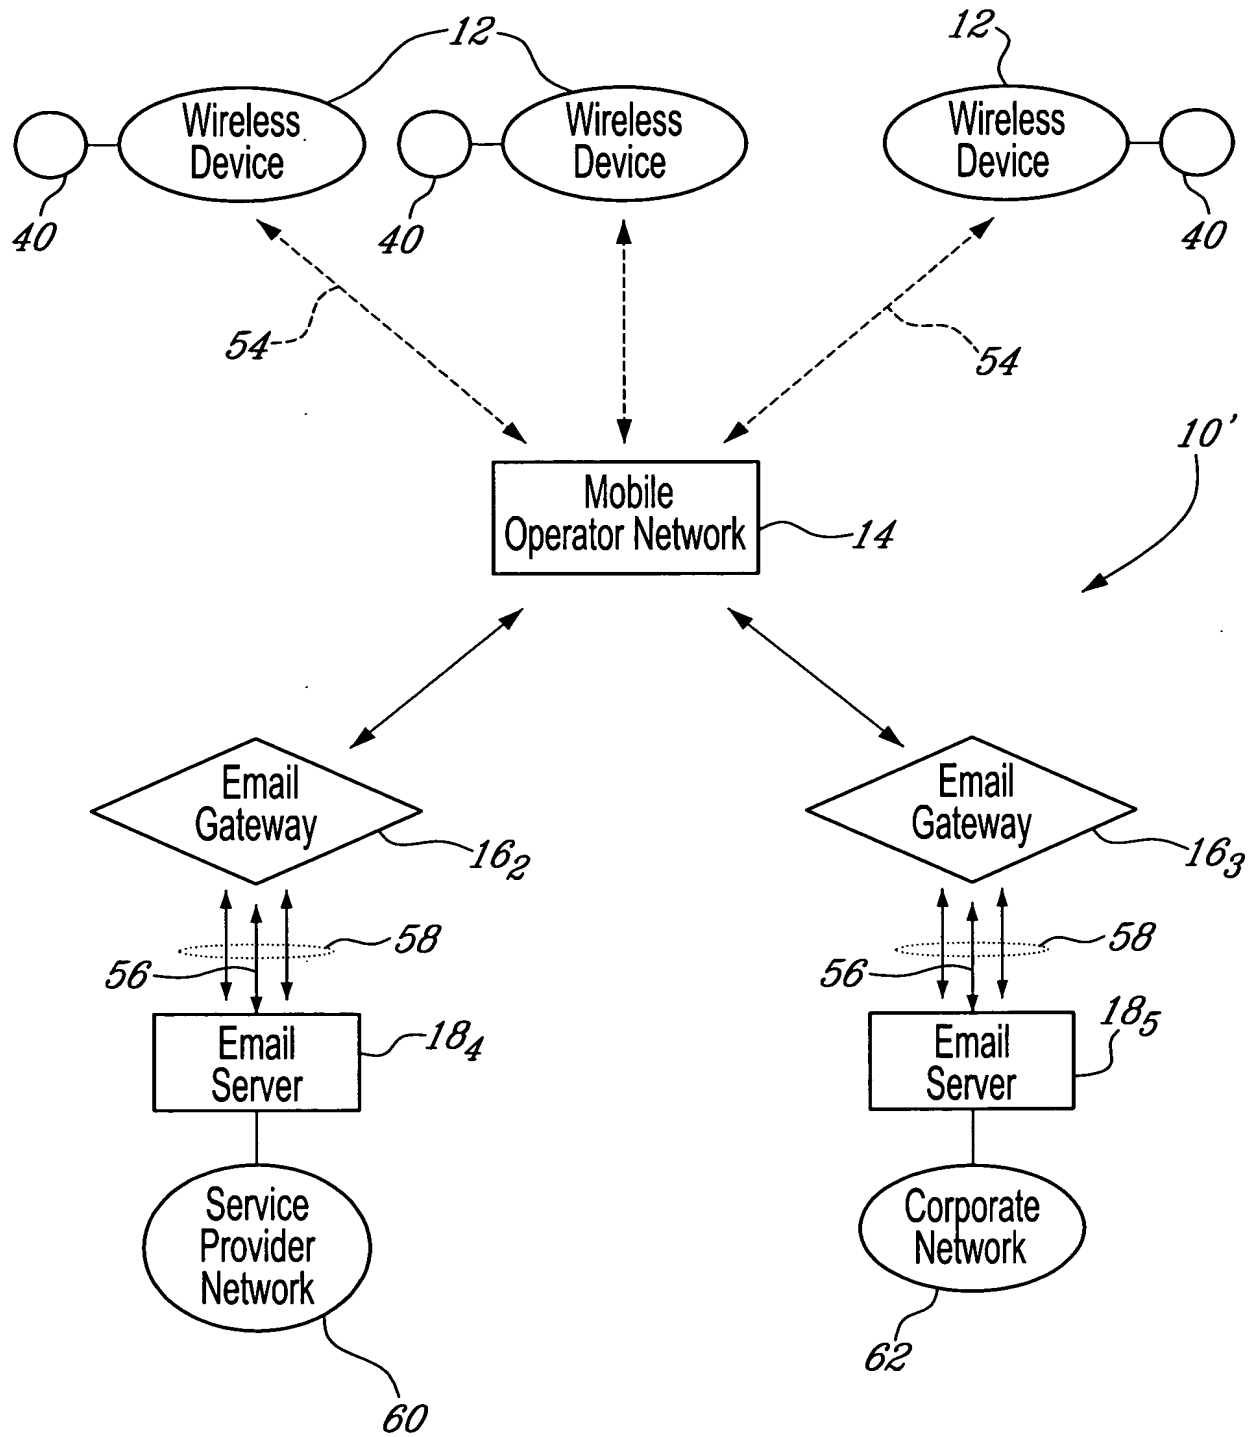 12
12
Wireless
Device
Wireless
Device
Wireless
Device
40
40
40
54
54
10'
Mobile
Operator Network
14
Email
Gateway
16₂
Email
Gateway
16₃
58
56
58
56
Email
Server
18₄
Email
Server
18₅
Service
Provider
Network
60
Corporate
Network
62